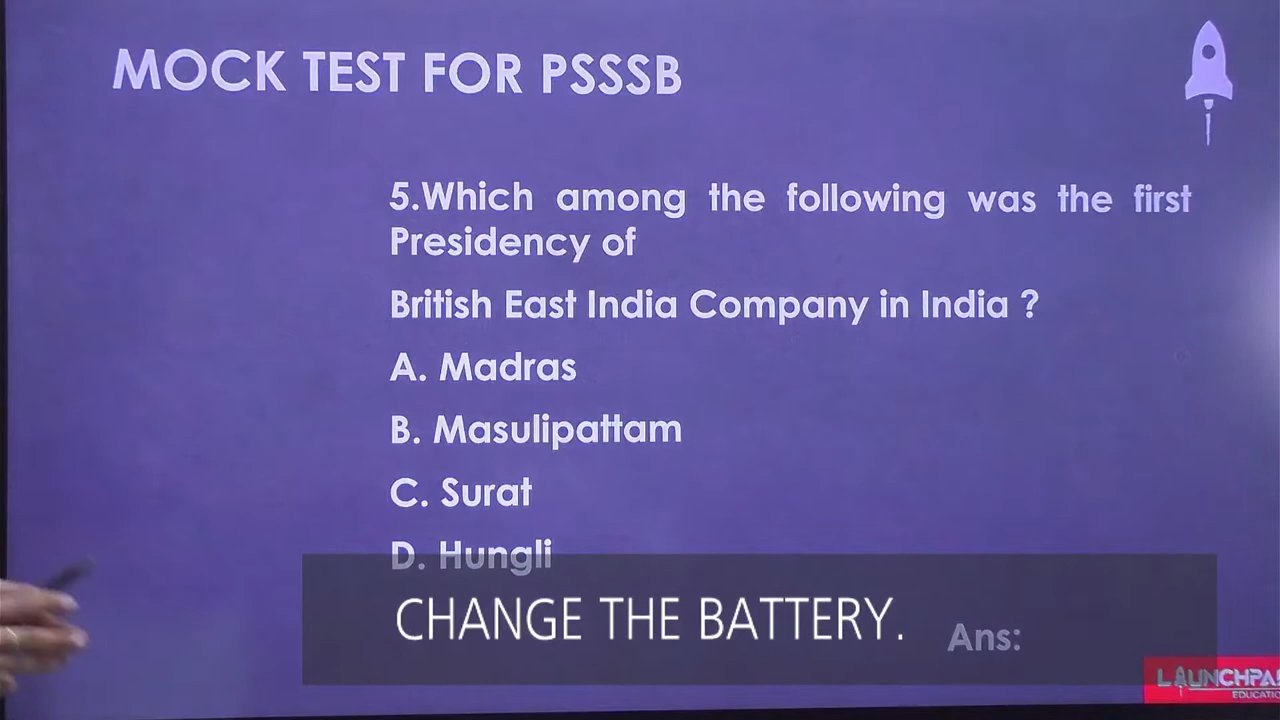 MOCK TEST FOR PSSSB
5.Which among the following was the first
Presidency of
British East India Company in India ?
A. Madras
B. Masulipattam
C. Surat
D. Hungli
CHANGE THE BATTERY.
Ans:
LAUNCHPA
EDUCATIO